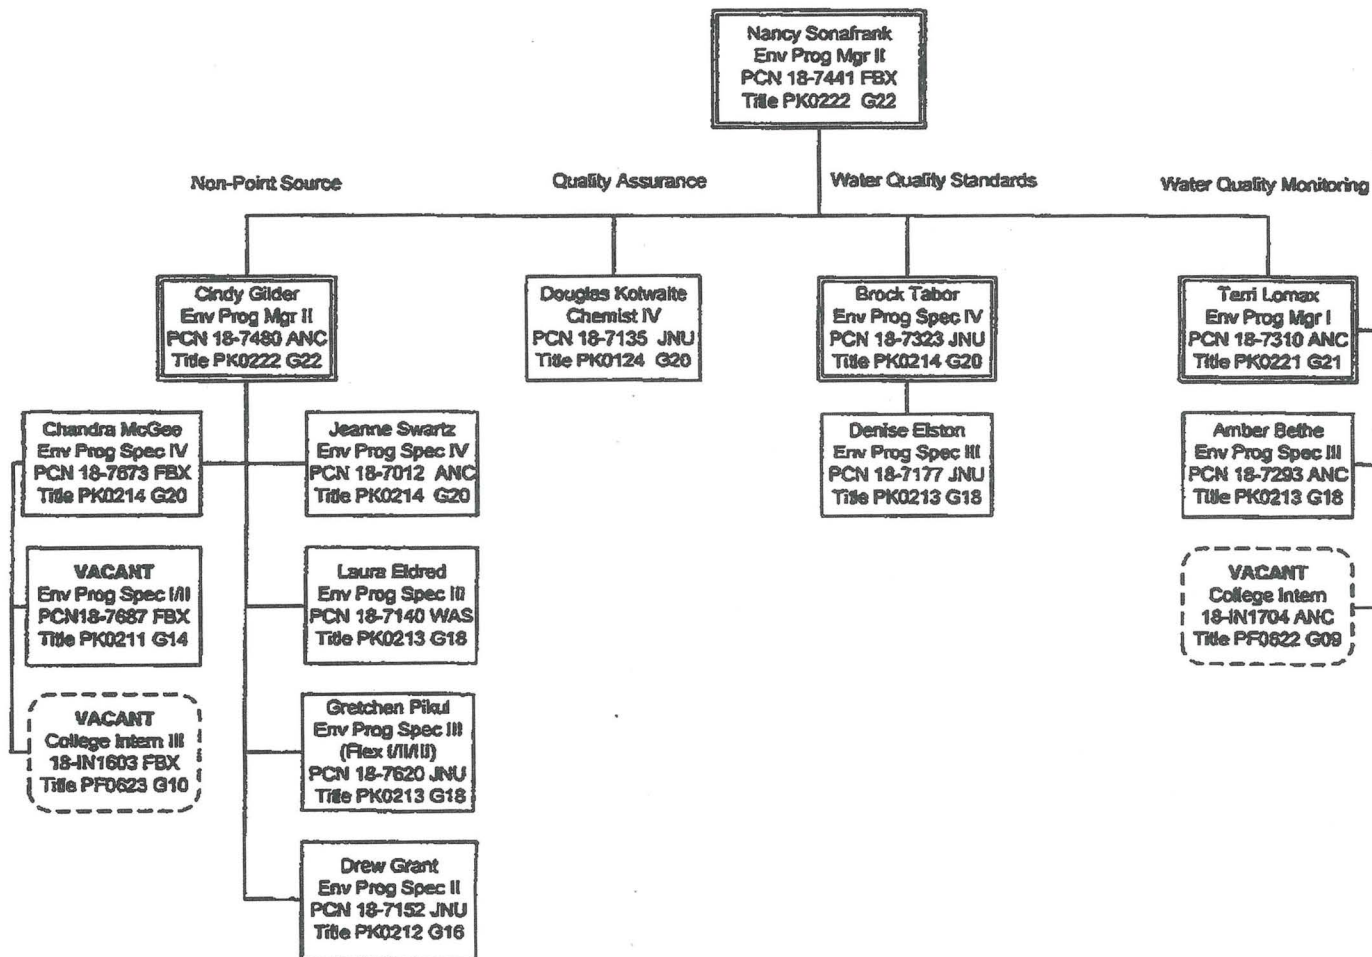 Nancy Sonafrank
Env Prog Mgr II
PCN 18-7441 FBX
Title PK0222 G22
Non-Point Source
Quality Assurance
Water Quality Standards
Water Quality Monitoring
Cindy Gilder
Env Prog Mgr II
PCN 18-7480 ANC
Title PK0222 G22
Douglas Kolwaite
Chemist IV
PCN 18-7135 JNU
Title PK0124 G20
Brock Tabor
Env Prog Spec IV
PCN 18-7323 JNU
Title PK0214 G20
Terri Lomax
Env Prog Mgr I
PCN 18-7310 ANC
Title PK0221 G21
Chandra McGee
Env Prog Spec IV
PCN 18-7673 FBX
Title PK0214 G20
Jeanne Swartz
Env Prog Spec IV
PCN 18-7012 ANC
Title PK0214 G20
Denise Elston
Env Prog Spec III
PCN 18-7177 JNU
Title PK0213 G18
Amber Bethe
Env Prog Spec III
PCN 18-7293 ANC
Title PK0213 G18
VACANT
Env Prog Spec I/II
PCN18-7687 FBX
Title PK0211 G14
Laura Eldred
Env Prog Spec III
PCN 18-7140 WAS
Title PK0213 G18
VACANT
College Intern
18-IN1704 ANC
Title PF0622 G09
VACANT
College Intern III
18-IN1603 FBX
Title PF0623 G10
Gretchen Pikul
Env Prog Spec III
(Flex I/II/III)
PCN 18-7620 JNU
Title PK0213 G18
Drew Grant
Env Prog Spec II
PCN 18-7152 JNU
Title PK0212 G16